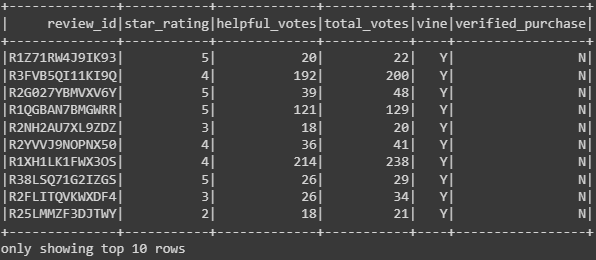 +--------------+-----------+-------------+-----------+----+-----------------+
|     review_id|star_rating|helpful_votes|total_votes|vine|verified_purchase|
+--------------+-----------+-------------+-----------+----+-----------------+
|R1Z71RW4J9IK93|          5|           20|         22|   Y|                N|
|R3FVB5QI11KI9Q|          4|          192|        200|   Y|                N|
|R2G027YBMVXV6Y|          5|           39|         48|   Y|                N|
|R1QGBAN7BMGWRR|          5|          121|        129|   Y|                N|
|R2NH2AU7XL9ZDZ|          3|           18|         20|   Y|                N|
|R2YVVJ9NOPNX50|          4|           36|         41|   Y|                N|
|R1XH1LK1FWX3OS|          4|          214|        238|   Y|                N|
|R38LSQ71G2IZGS|          5|           26|         29|   Y|                N|
|R2FLITQVKWXDF4|          3|           26|         34|   Y|                N|
|R25LMMZF3DJTWY|          2|           18|         21|   Y|                N|
+--------------+-----------+-------------+-----------+----+-----------------+
only showing top 10 rows